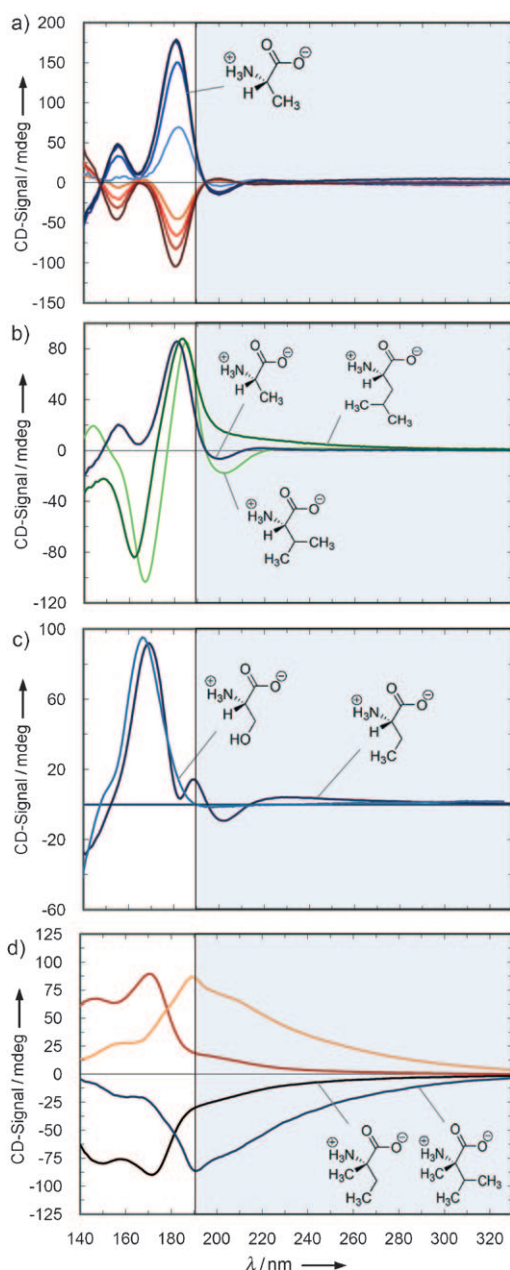 a)
200
150
100
50
0
-50
-100
150
CD-Signal / mdeg
H₃N
⊕
O
O
⊖
H
CH₃
b)
80
40
0
-40
-80
-120
CD-Signal / mdeg
⊕
H₃N
O
O
⊖
H
CH₃
⊕
H₃N
O
O
⊖
H
H₃C
CH₃
⊕
H₃N
O
O
⊖
H
CH₃
H₃C
c)
100
60
20
-20
-60
CD-Signal / mdeg
⊕
H₃N
O
O
⊖
H
HO
⊕
H₃N
O
O
⊖
H
H₃C
d)
125
100
75
50
25
0
-25
-50
-75
-100
125
CD-Signal / mdeg
⊕
H₃N
O
O
⊖
H₃C
H₃C
⊕
H₃N
O
O
⊖
H₃C
CH₃
H₃C
140 160 180 200 220 240 260 280 300 320
λ / nm